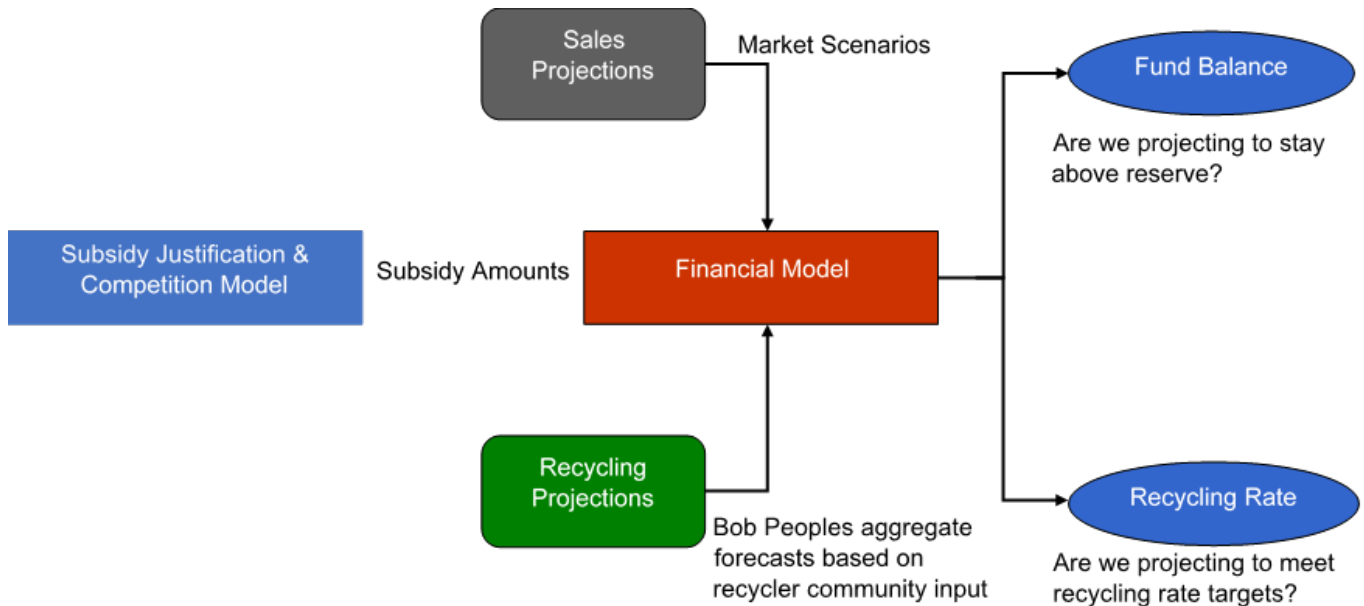 Sales
Projections
Market Scenarios
Fund Balance
Are we projecting to stay
above reserve?
Subsidy Justification &
Competition Model
Subsidy Amounts
Financial Model
Recycling
Projections
Bob Peoples aggregate
forecasts based on
recycler community input
Recycling Rate
Are we projecting to meet
recycling rate targets?